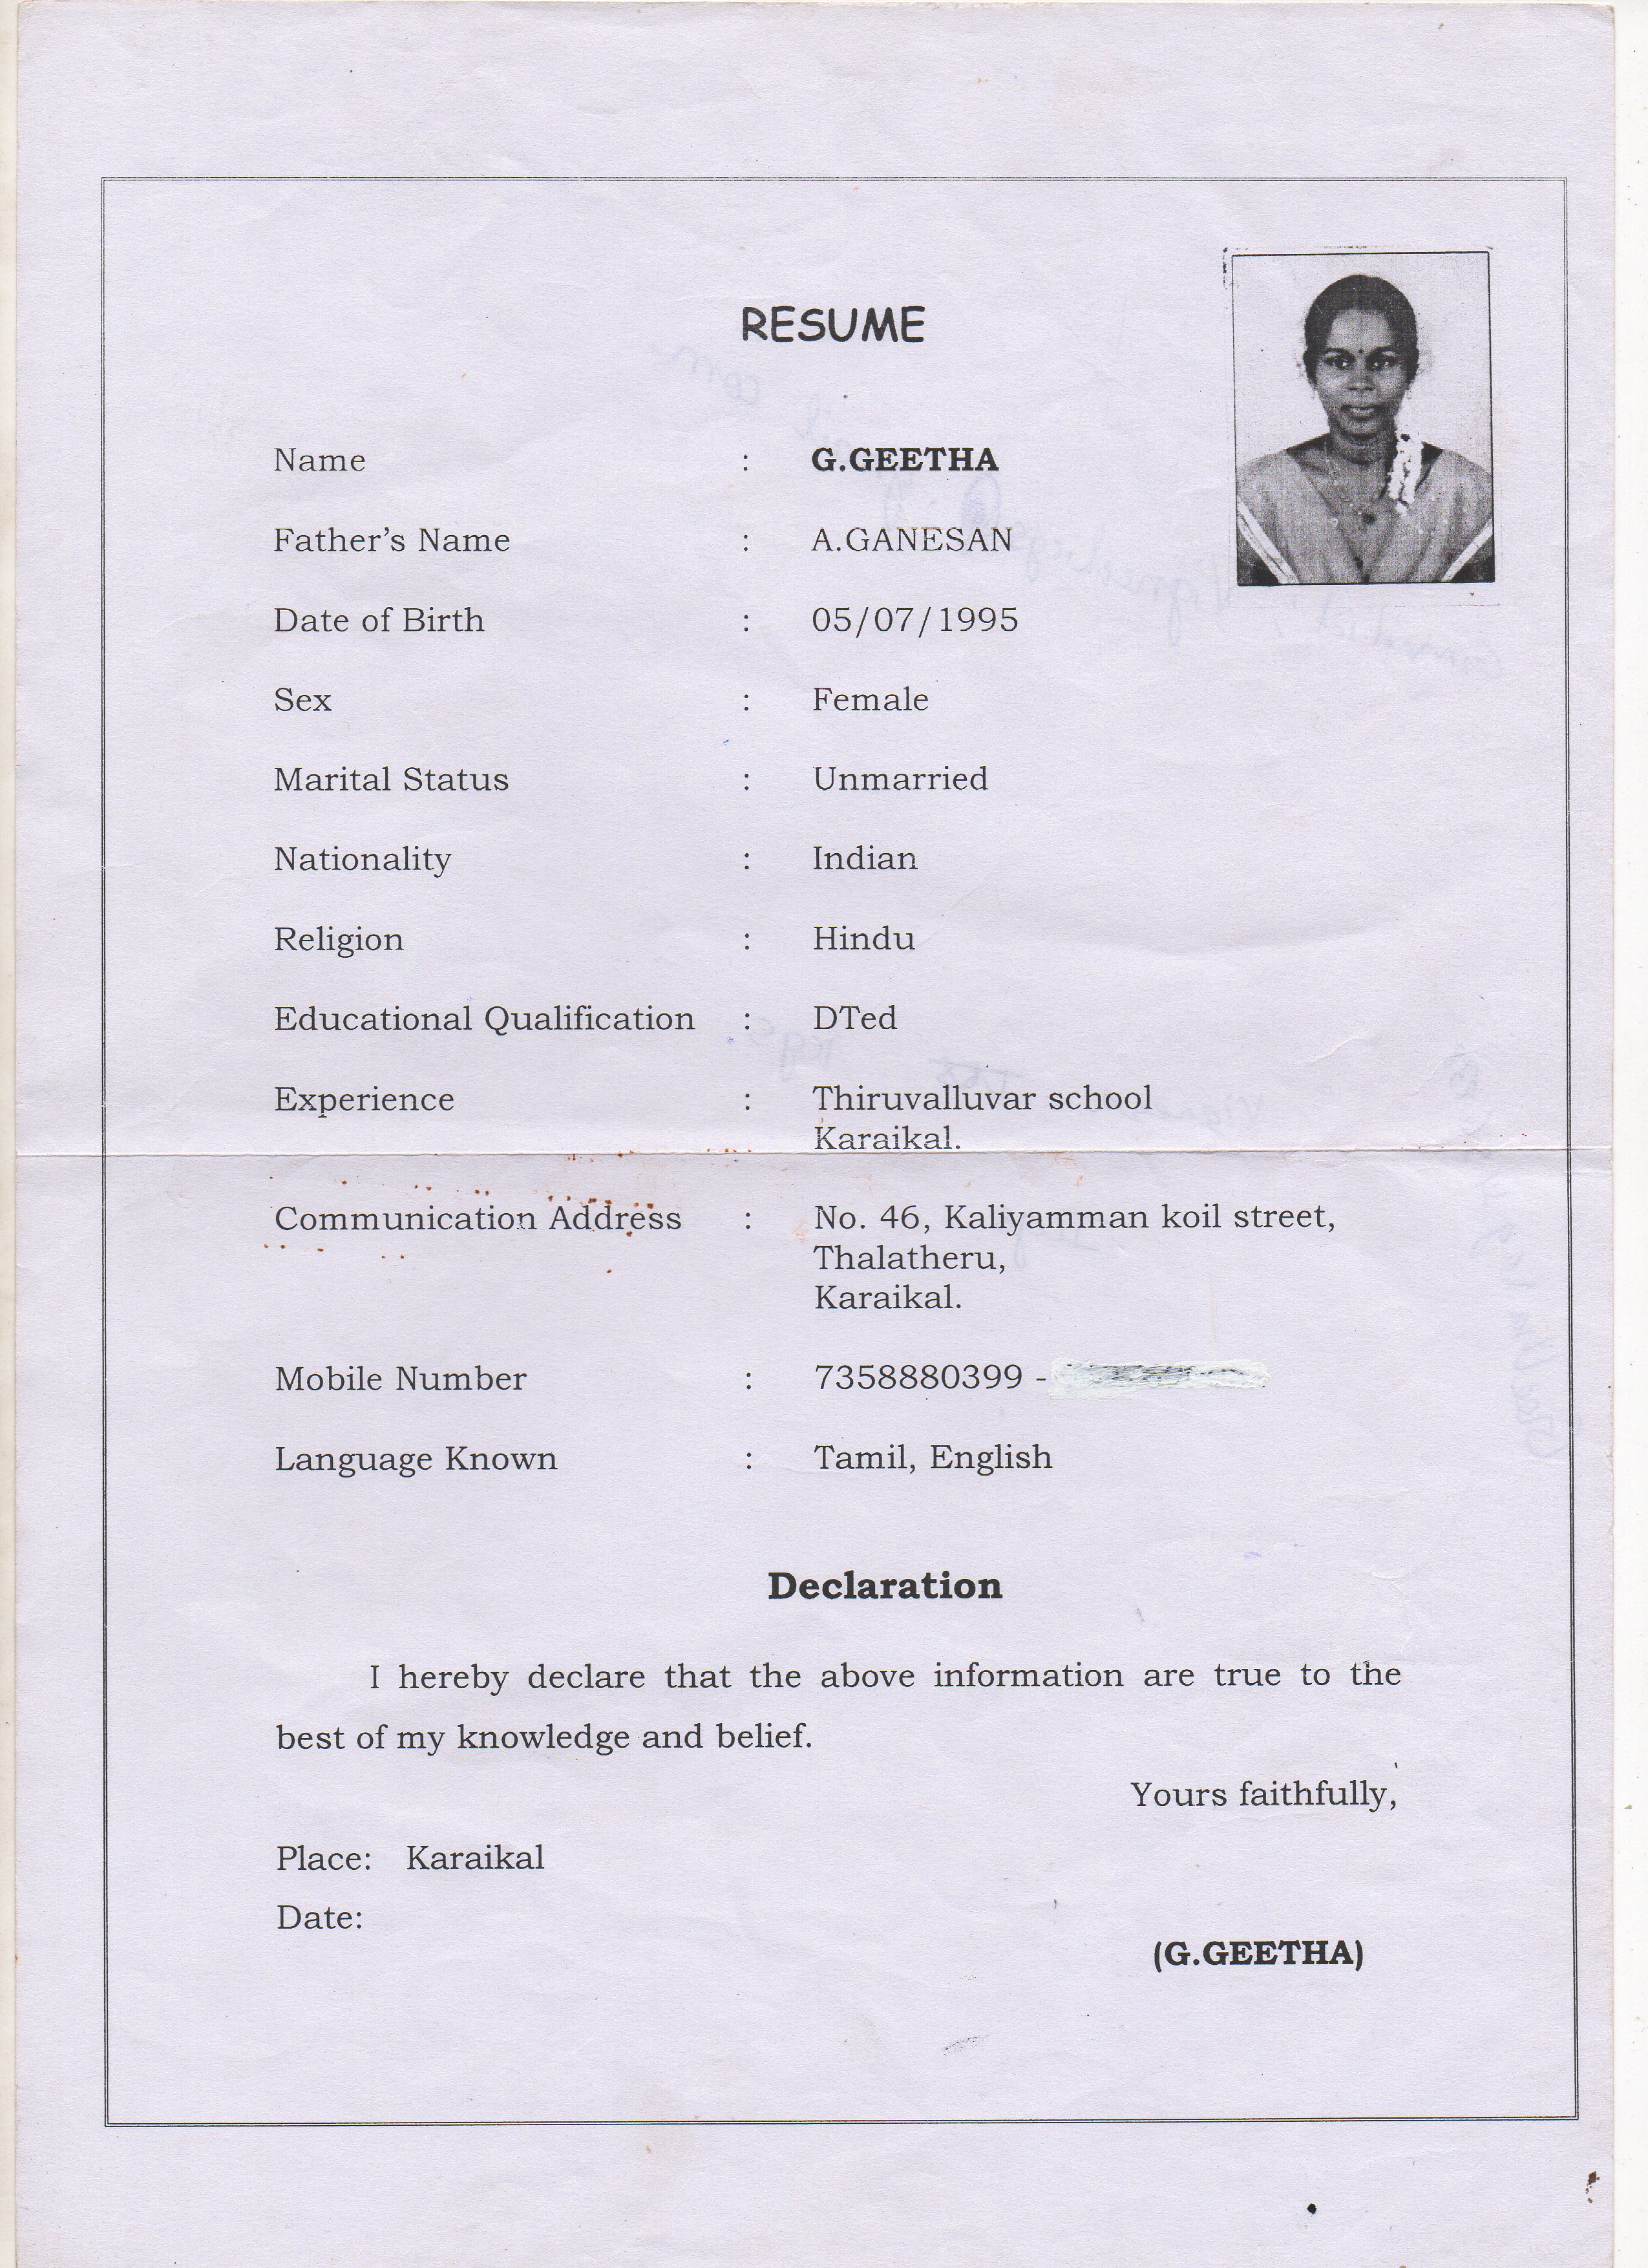 RESUME
Name : G.GEETHA
Father's Name : A.GANESAN
Date of Birth : 05/07/1995
Sex : Female
Marital Status : Unmarried
Nationality : Indian
Religion : Hindu
Educational Qualification : DTed
Experience : Thiruvalluvar school
Karaikal.
Communication Address : No. 46, Kaliyamman koil street,
Thalatheru,
Karaikal.
Mobile Number : 7358880399 -
Language Known : Tamil, English
Declaration
I hereby declare that the above information are true to the
best of my knowledge and belief.
Yours faithfully,
Place: Karaikal
Date:
(G.GEETHA)